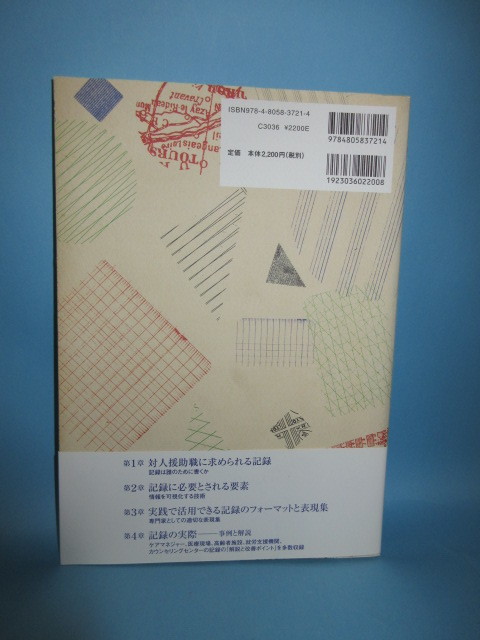 Azay le Rideau
Cravant
TOURS
Langeais
ISBN978-4-8058-3721-4
C3036 ¥2200E
定価 本体2,200円(税別)
9784805837214
1923036022008
第1章 対人援助職に求められる記録
記録は誰のために書くか
第2章 記録に必要とされる要素
情報を可視化する技術
第3章 実践で活用できる記録のフォーマットと表現集
専門家としての適切な表現集
第4章 記録の実際――事例と解説
ケアマネジャー、医療現場、高齢者施設、就労支援機関、
カウンセリングセンターの記録の「解説と改善ポイント」を多数収録